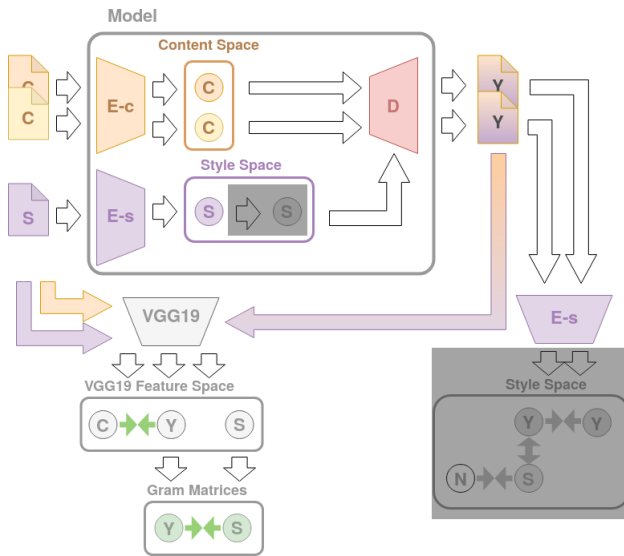 Model
Content Space
C
C
E-c
C
C
D
Y
Y
Style Space
S
E-s
S
S
VGG19
E-s
VGG19 Feature Space
Style Space
C
Y
S
Y
Y
N
S
Gram Matrices
Y
S